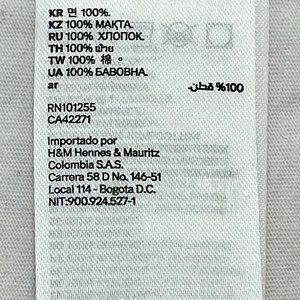 KR 면 100%.
KZ 100% МАҚТА.
RU 100% ХЛОПОК.
TH 100% ฝ้าย
TW 100% 棉。
UA 100% БАВОВНА.
ar
%100 قطن.
RN101255
CA42271
Importado por
H&M Hennes & Mauritz
Colombia S.A.S.
Carrera 58 D No. 146-51
Local 114 - Bogota D.C.
NIT:900.924.527-1